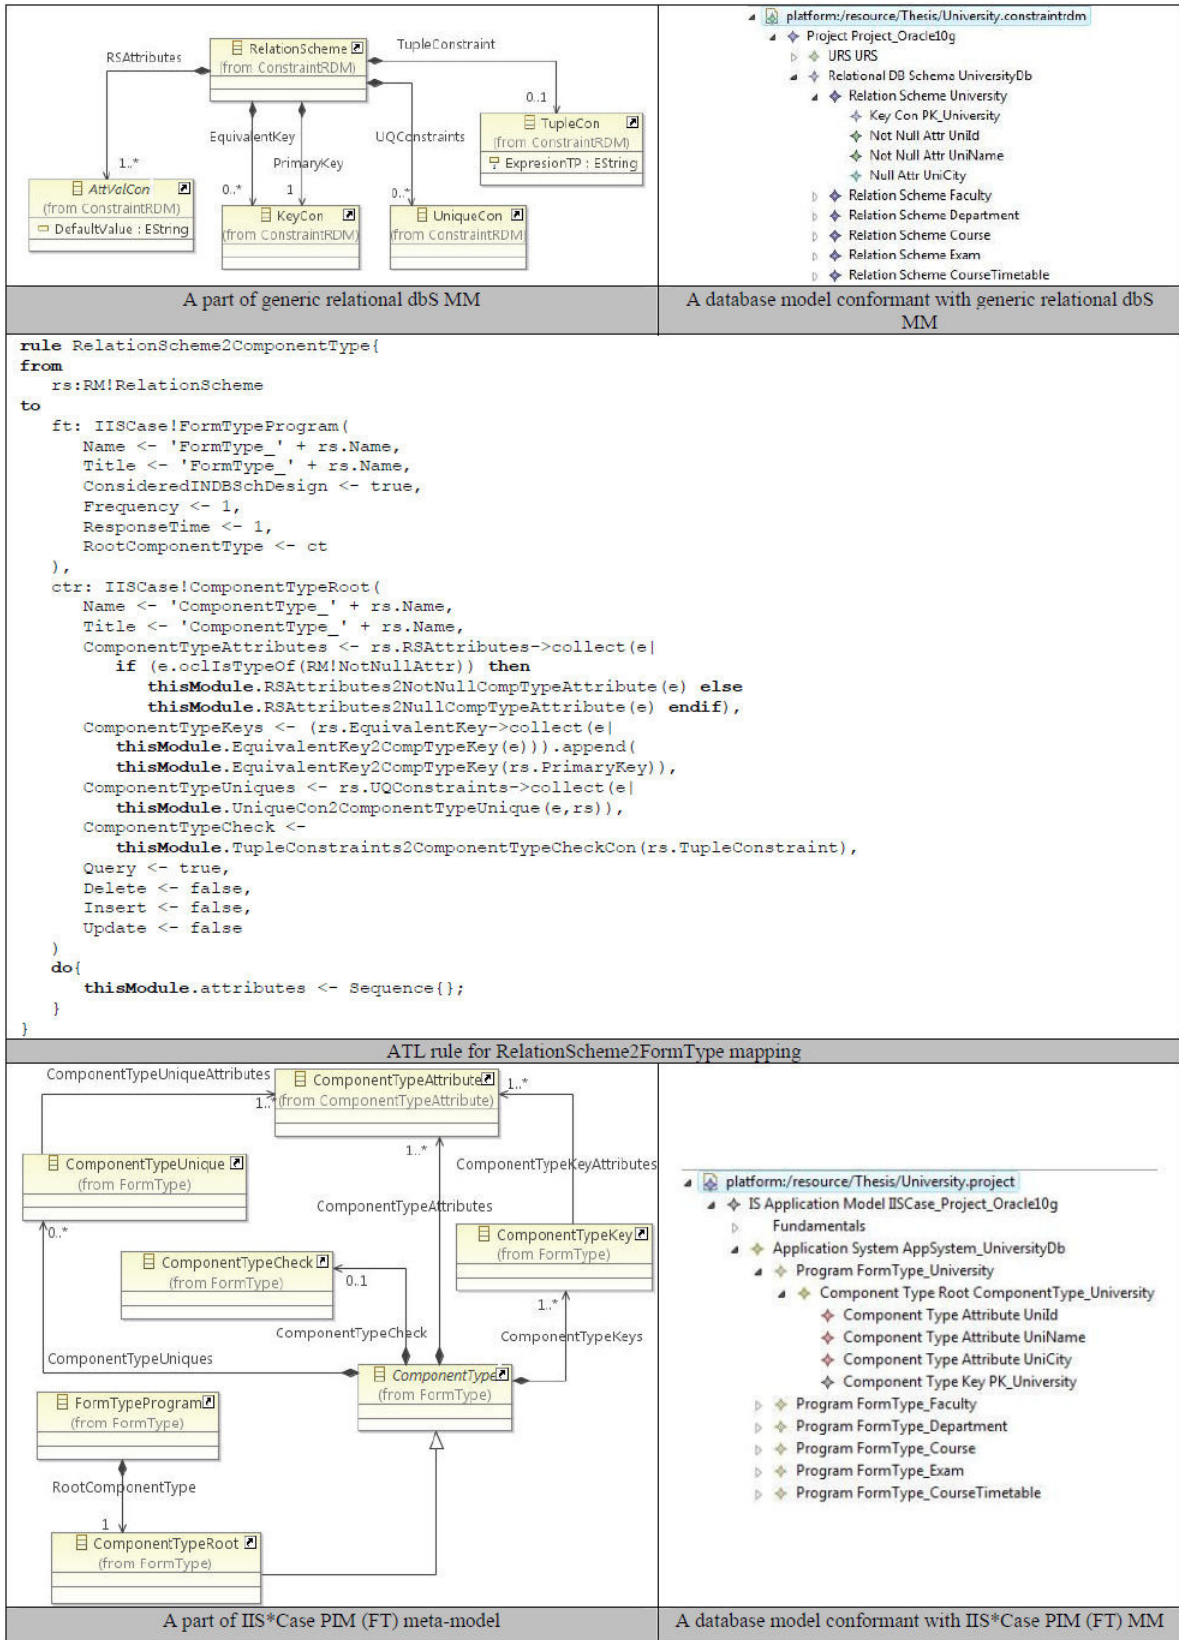 RSAttributes
RelationScheme
(from ConstraintRDM)
TupleConstraint
0..1
EquivalentKey
UQConstraints
TupleCon
(from ConstraintRDM)
ExpresionTP : EString
PrimaryKey
1..*
0..*
1
0..*
AttValCon
(from ConstraintRDM)
DefaultValue : EString
KeyCon
(from ConstraintRDM)
UniqueCon
(from ConstraintRDM)
platform:/resource/Thesis/University.constraintrdm
Project Project_Oracle10g
URS URS
Relational DB Schema UniversityDb
Relation Scheme University
Key Con PK_University
Not Null Attr UniId
Not Null Attr UniName
Null Attr UniCity
Relation Scheme Faculty
Relation Scheme Department
Relation Scheme Course
Relation Scheme Exam
Relation Scheme CourseTimetable
A part of generic relational dbS MM
A database model conformant with generic relational dbS
MM
rule RelationScheme2ComponentType{
from
rs:RM!RelationScheme
to
ft: IISCase!FormTypeProgram(
Name <- 'FormType_' + rs.Name,
Title <- 'FormType_' + rs.Name,
ConsideredINDBSchDesign <- true,
Frequency <- 1,
ResponseTime <- 1,
RootComponentType <- ct
),
ctr: IISCase!ComponentTypeRoot(
Name <- 'ComponentType_' + rs.Name,
Title <- 'ComponentType_' + rs.Name,
ComponentTypeAttributes <- rs.RSAttributes->collect(e|
if (e.oclIsTypeOf(RM!NotNullAttr)) then
thisModule.RSAttributes2NotNullCompTypeAttribute(e) else
thisModule.RSAttributes2NullCompTypeAttribute(e) endif),
ComponentTypeKeys <- (rs.EquivalentKey->collect(e|
thisModule.EquivalentKey2CompTypeKey(e))).append(
thisModule.EquivalentKey2CompTypeKey(rs.PrimaryKey)),
ComponentTypeUniques <- rs.UQConstraints->collect(e|
thisModule.UniqueCon2ComponentTypeUnique(e,rs)),
ComponentTypeCheck <-
thisModule.TupleConstraints2ComponentTypeCheckCon(rs.TupleConstraint),
Query <- true,
Delete <- false,
Insert <- false,
Update <- false
)
do{
thisModule.attributes <- Sequence{};
}
}
ATL rule for RelationScheme2FormType mapping
ComponentTypeUniqueAttributes
ComponentTypeAttribute
(from ComponentTypeAttribute)
1..*
1..*
1..*
ComponentTypeUnique
(from FormType)
ComponentTypeKeyAttributes
ComponentTypeAttributes
0..*
ComponentTypeCheck
(from FormType)
0..1
ComponentTypeKey
(from FormType)
1..*
ComponentTypeCheck
ComponentTypeKeys
ComponentTypeUniques
ComponentType
(from FormType)
FormTypeProgram
(from FormType)
RootComponentType
1
ComponentTypeRoot
(from FormType)
platform:/resource/Thesis/University.project
IS Application Model IISCase_Project_Oracle10g
Fundamentals
Application System AppSystem_UniversityDb
Program FormType_University
Component Type Root ComponentType_University
Component Type Attribute UniId
Component Type Attribute UniName
Component Type Attribute UniCity
Component Type Key PK_University
Program FormType_Faculty
Program FormType_Department
Program FormType_Course
Program FormType_Exam
Program FormType_CourseTimetable
A part of IIS*Case PIM (FT) meta-model
A database model conformant with IIS*Case PIM (FT) MM